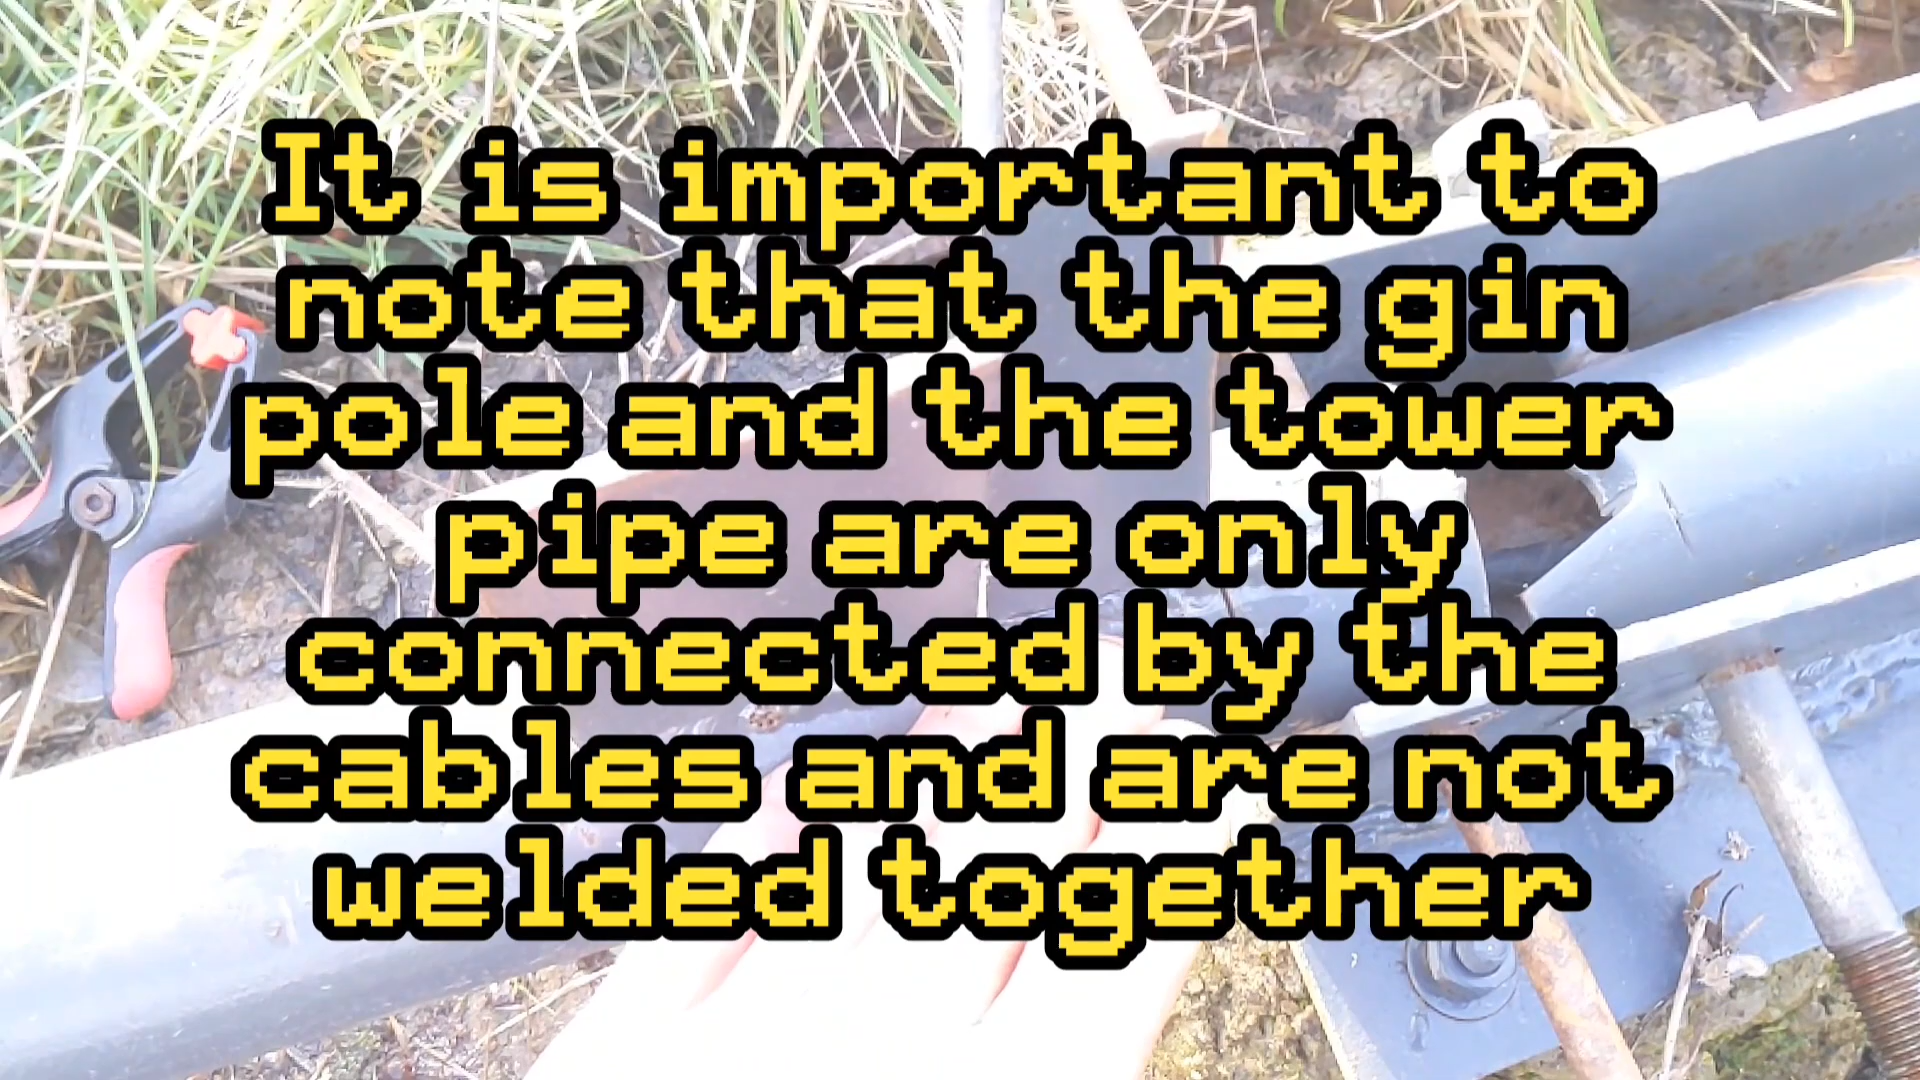 It is important to
note that the gin
pole and the tower
pipe are only
connected by the
cables and are not
welded together